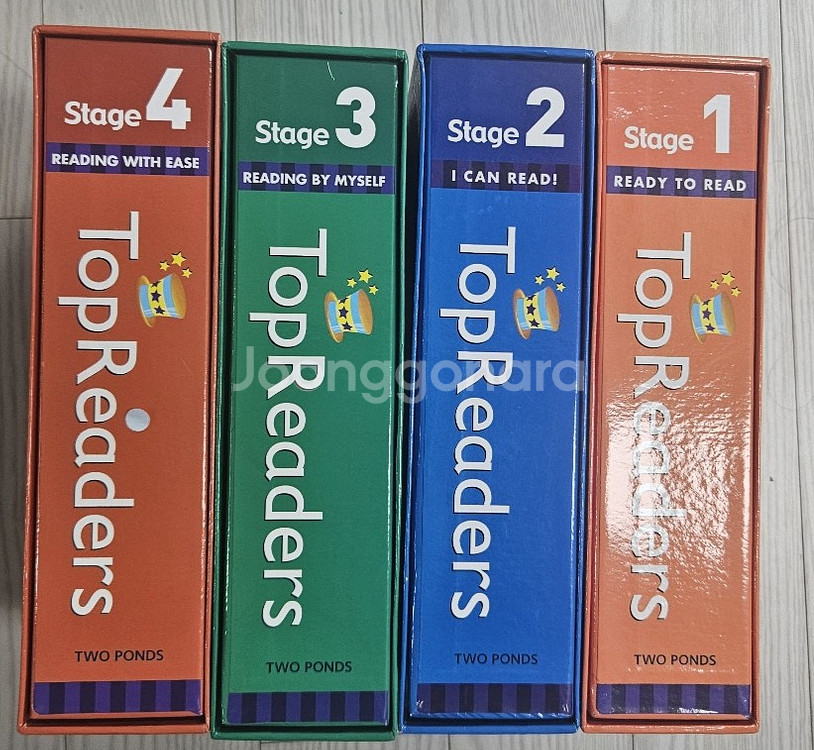 Stage 4
READING WITH EASE
TopReaders
TWO PONDS
Stage 3
READING BY MYSELF
TopReaders
TWO PONDS
Stage 2
I CAN READ!
TopReaders
TWO PONDS
Stage 1
READY TO READ
TopReaders
TWO PONDS
Joonggonara